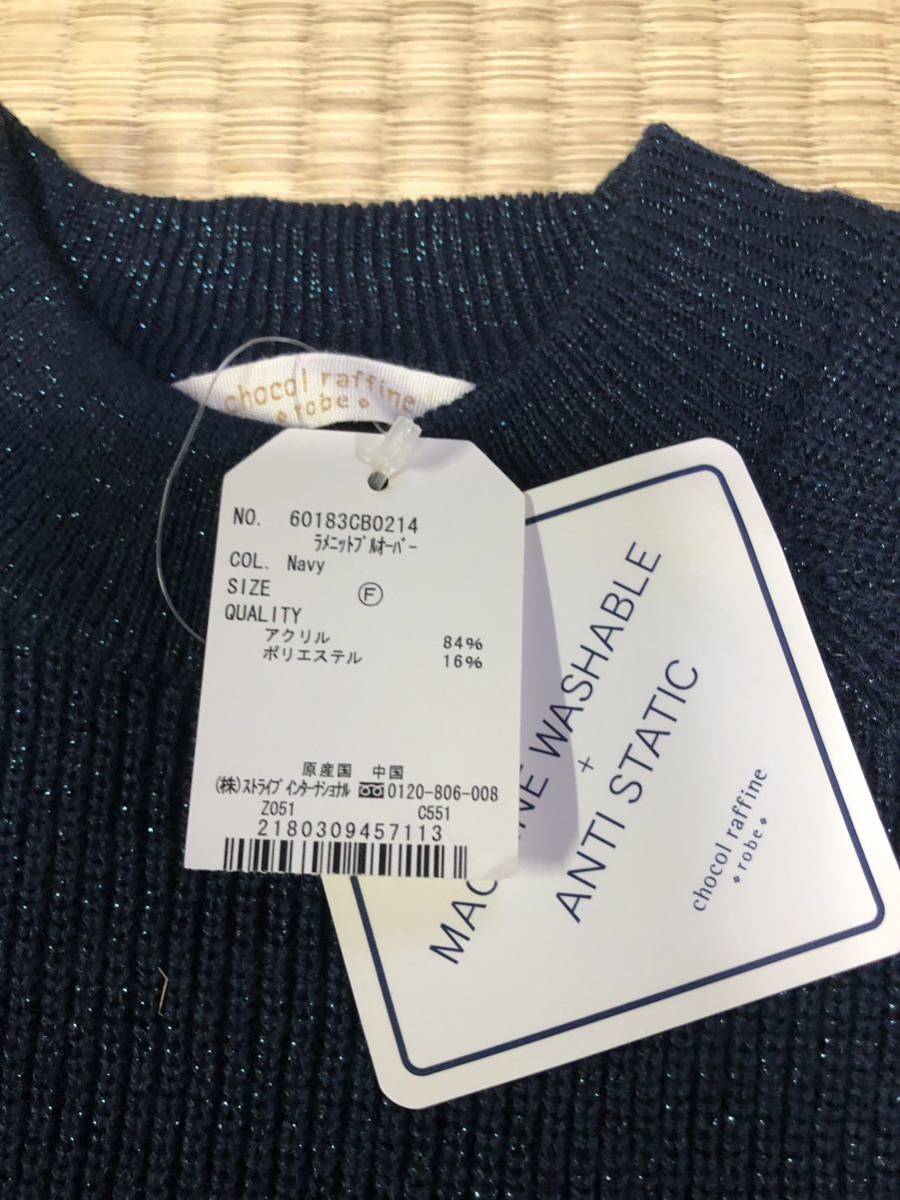 chocol raffine
robe
NO. 60183CB0214
ラメニットプルオーバー
COL. Navy
SIZE Ⓕ
QUALITY
アクリル 84%
ポリエステル 16%
原産国 中国
(株)ストライプインターナショナル 0120-806-008
Z051 C551
2180309457113
MACHINE WASHABLE
+
ANTI STATIC
chocol raffine
robe